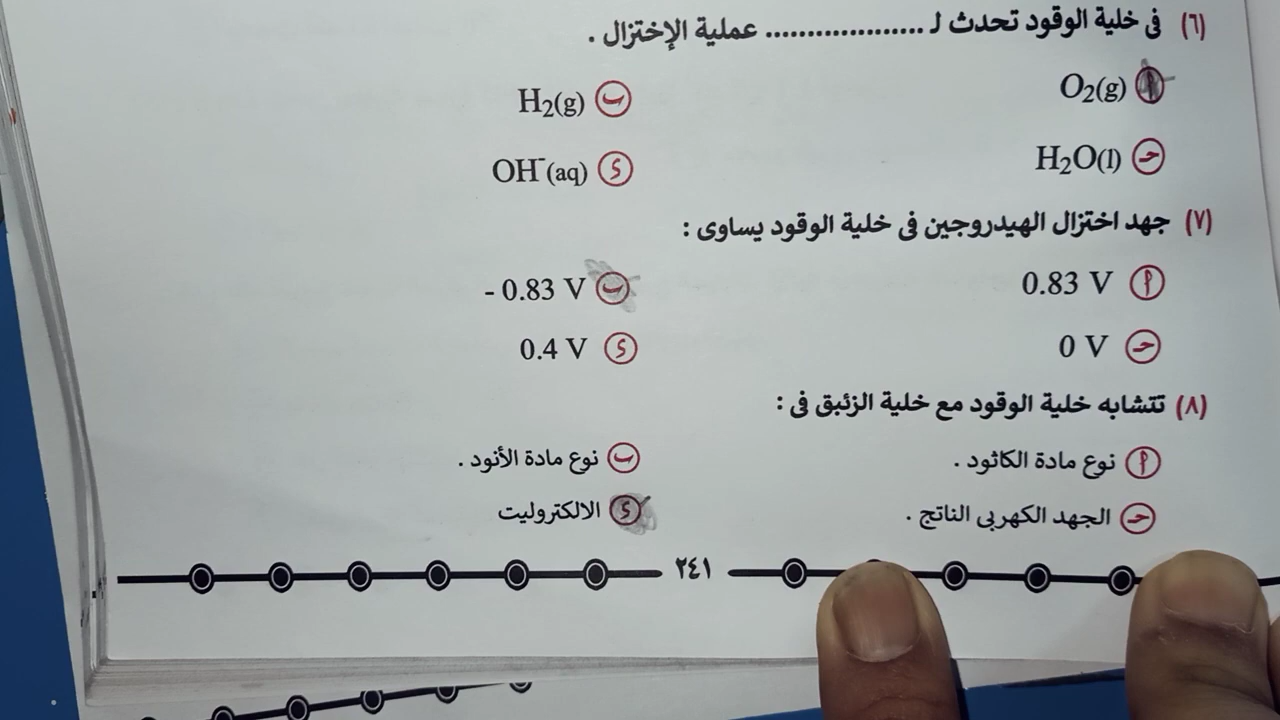 (٦) فى خلية الوقود تحدث لـ ................... عملية الإختزال .
أ O2(g) ب H2(g)
جـ H2O(l) د OH-(aq)
(٧) جهد اختزال الهيدروجين فى خلية الوقود يساوى :
أ 0.83 V ب - 0.83 V
جـ 0 V د 0.4 V
(٨) تتشابه خلية الوقود مع خلية الزئبق فى :
أ نوع مادة الكاثود . ب نوع مادة الأنود .
جـ الجهد الكهربى الناتج . د الالكتروليت
٢٤١